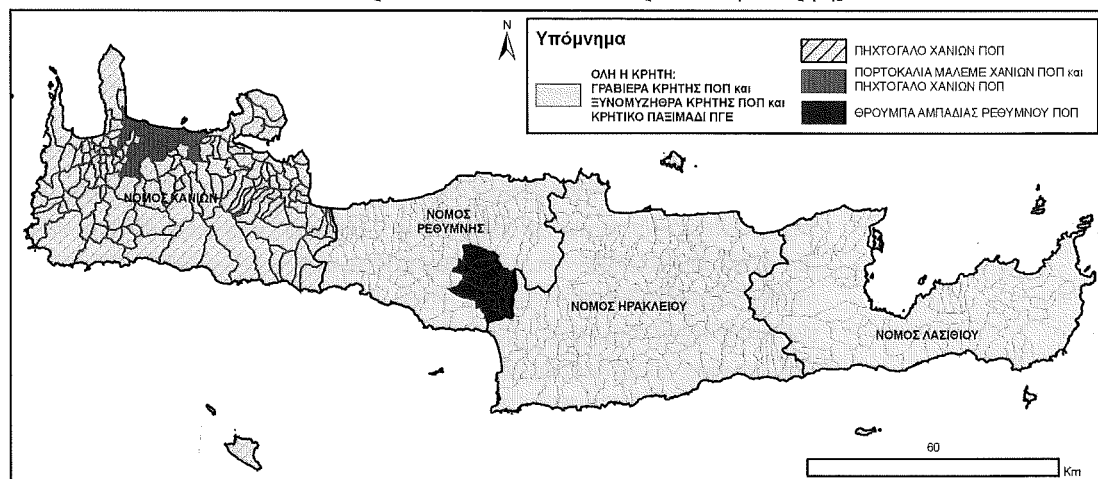 N
Υπόμνημα
ΟΛΗ Η ΚΡΗΤΗ:
ΓΡΑΒΙΕΡΑ ΚΡΗΤΗΣ ΠΟΠ και
ΞΥΝΟΜΥΖΗΘΡΑ ΚΡΗΤΗΣ ΠΟΠ και
ΚΡΗΤΙΚΟ ΠΑΞΙΜΑΔΙ ΠΓΕ
ΠΗΧΤΟΓΑΛΟ ΧΑΝΙΩΝ ΠΟΠ
ΠΟΡΤΟΚΑΛΙΑ ΜΑΛΕΜΕ ΧΑΝΙΩΝ ΠΟΠ και
ΠΗΧΤΟΓΑΛΟ ΧΑΝΙΩΝ ΠΟΠ
ΘΡΟΥΜΠΑ ΑΜΠΑΔΙΑΣ ΡΕΘΥΜΝΟΥ ΠΟΠ
ΝΟΜΟΣ ΧΑΝΙΩΝ
ΝΟΜΟΣ
ΡΕΘΥΜΝΗΣ
ΝΟΜΟΣ ΗΡΑΚΛΕΙΟΥ
ΝΟΜΟΣ ΛΑΣΙΘΙΟΥ
60
Km